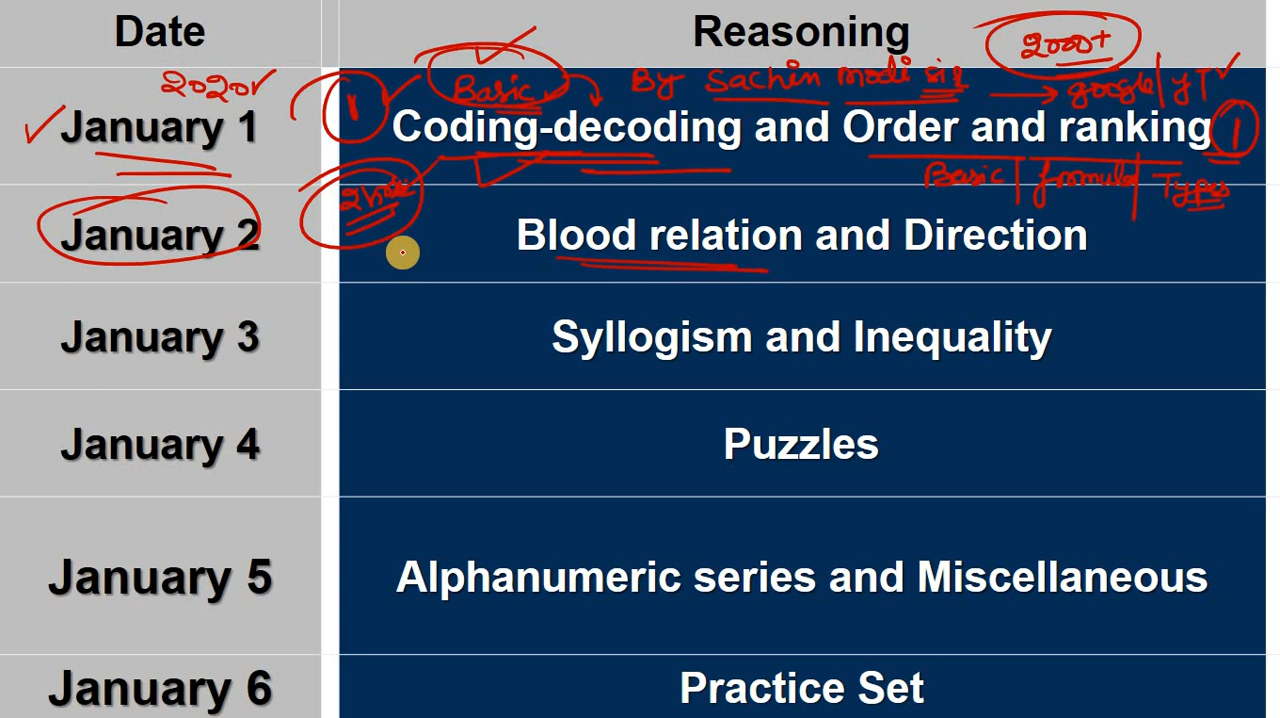 Date Reasoning
2000+
2020
Basic By Sachin modi sir google/yT
January 1 1 Coding-decoding and Order and ranking 1
Basic | formula | Types
January 2 Blood relation and Direction
January 3 Syllogism and Inequality
January 4 Puzzles
January 5 Alphanumeric series and Miscellaneous
January 6 Practice Set